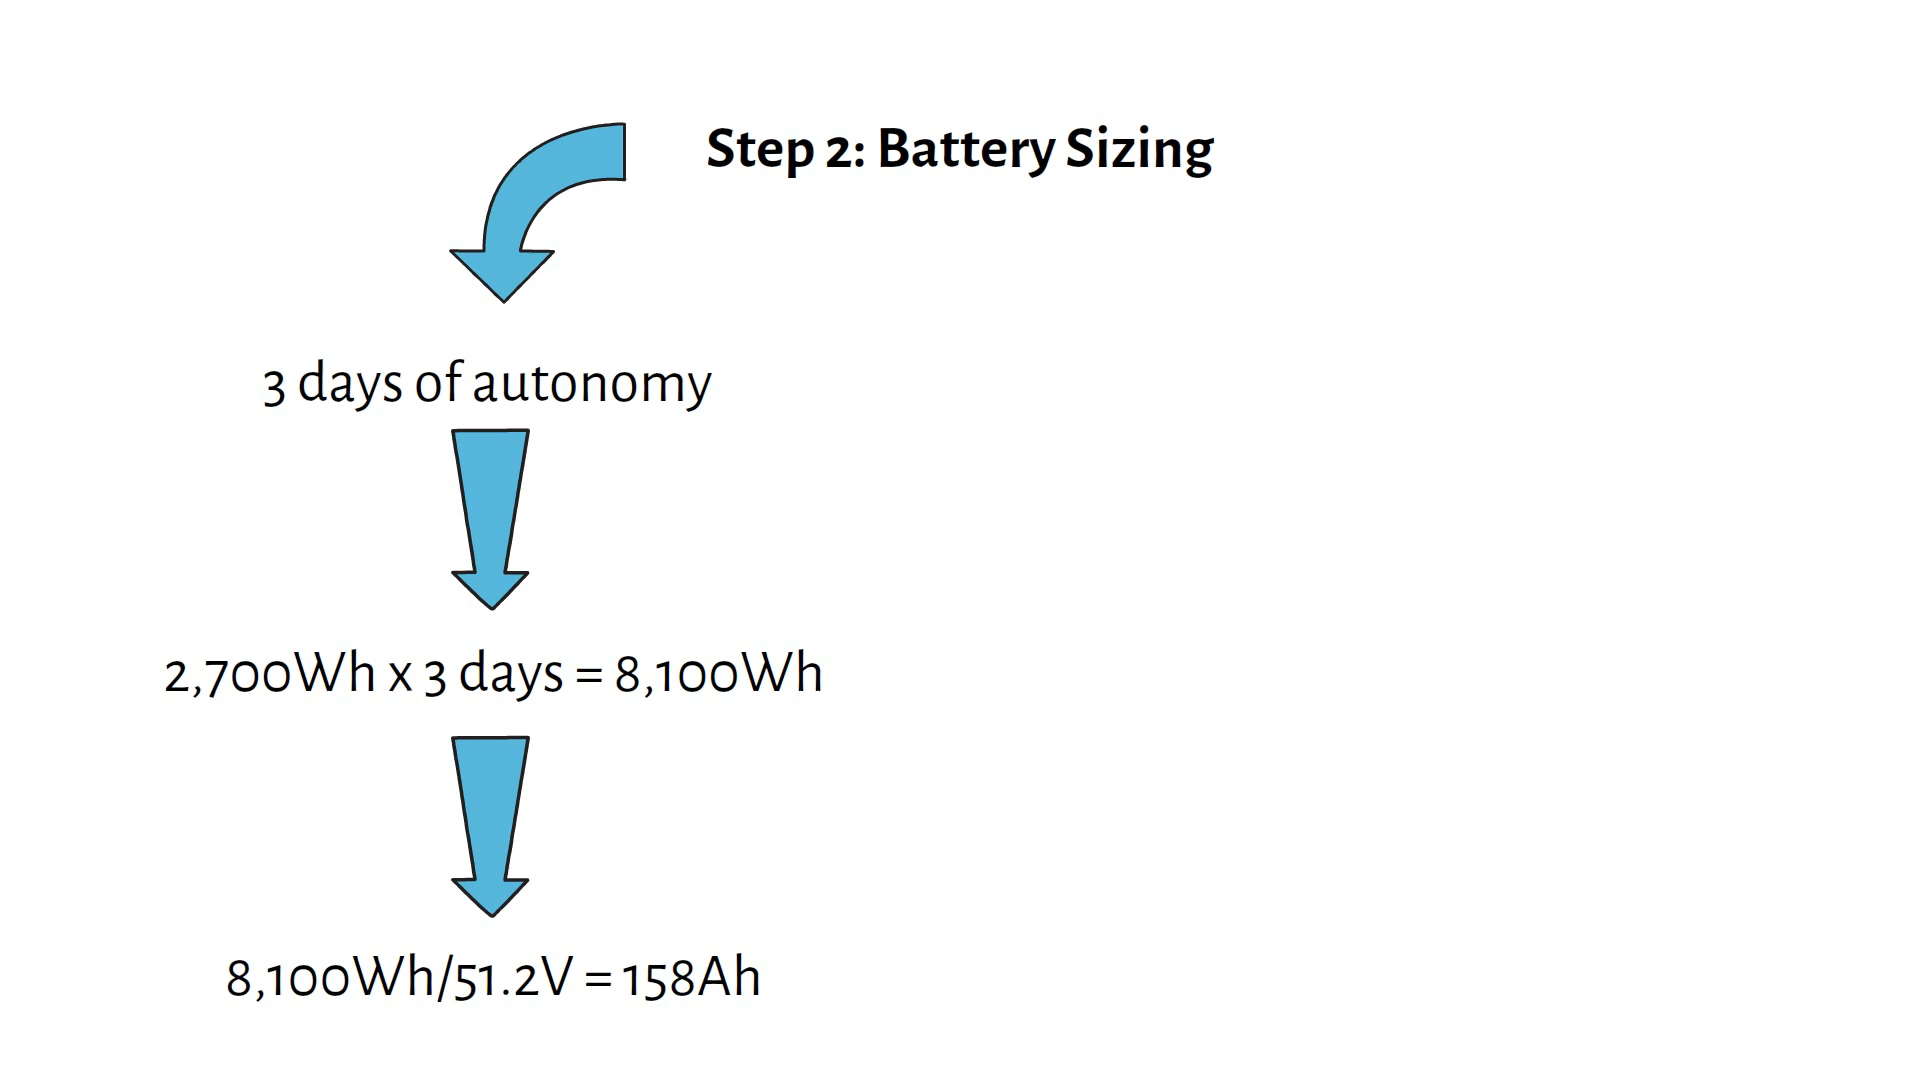 Step 2: Battery Sizing
3 days of autonomy
2,700Wh x 3 days = 8,100Wh
8,100Wh/51.2V = 158Ah